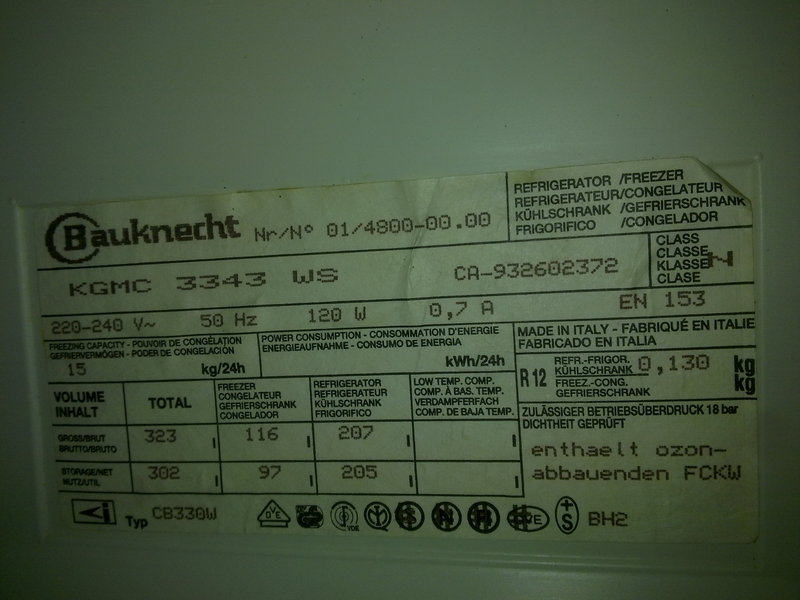 Bauknecht Nr/N° 01/4800-00.00
REFRIGERATOR /FREEZER
REFRIGERATEUR/CONGELATEUR
KÜHLSCHRANK /GEFRIERSCHRANK
FRIGORIFICO /CONGELADOR
KGMC 3343 WS CA-932602372
CLASS
CLASSE
KLASSE N
CLASE
220-240 V~ 50 Hz 120 W 0,7 A EN 153
FREEZING CAPACITY - POUVOIR DE CONGÉLATION
GEFRIERVERMÖGEN - PODER DE CONGELACION
15 kg/24h
POWER CONSUMPTION - CONSOMMATION D'ENERGIE
ENERGIEAUFNAHME - CONSUMO DE ENERGIA
kWh/24h
MADE IN ITALY - FABRIQUÉ EN ITALIE
FABRICADO EN ITALIA
R 12
REFR.-FRIGOR.
KÜHLSCHRANK 0,130 kg
FREEZ.-CONG.
GEFRIERSCHRANK kg
VOLUME
INHALT
TOTAL
FREEZER
CONGELATEUR
GEFRIERSCHRANK
CONGELADOR
REFRIGERATOR
REFRIGERATEUR
KÜHLSCHRANK
FRIGORIFICO
LOW TEMP. COMP.
COMP. À BAS. TEMP.
VERDAMPFERFACH
COMP. DE BAJA TEMP.
GROSS/BRUT
BRUTTO/BRUTO
323 l 116 l 207 l l
STORAGE/NET
NUTZ/UTIL
302 l 97 l 205 l l
ZULÄSSIGER BETRIEBSÜBERDRUCK 18 bar
DICHTHEIT GEPRÜFT
enthaelt ozon-
abbauenden FCKW
Typ CB330W VDE GS VDE S N D VE +S BH2